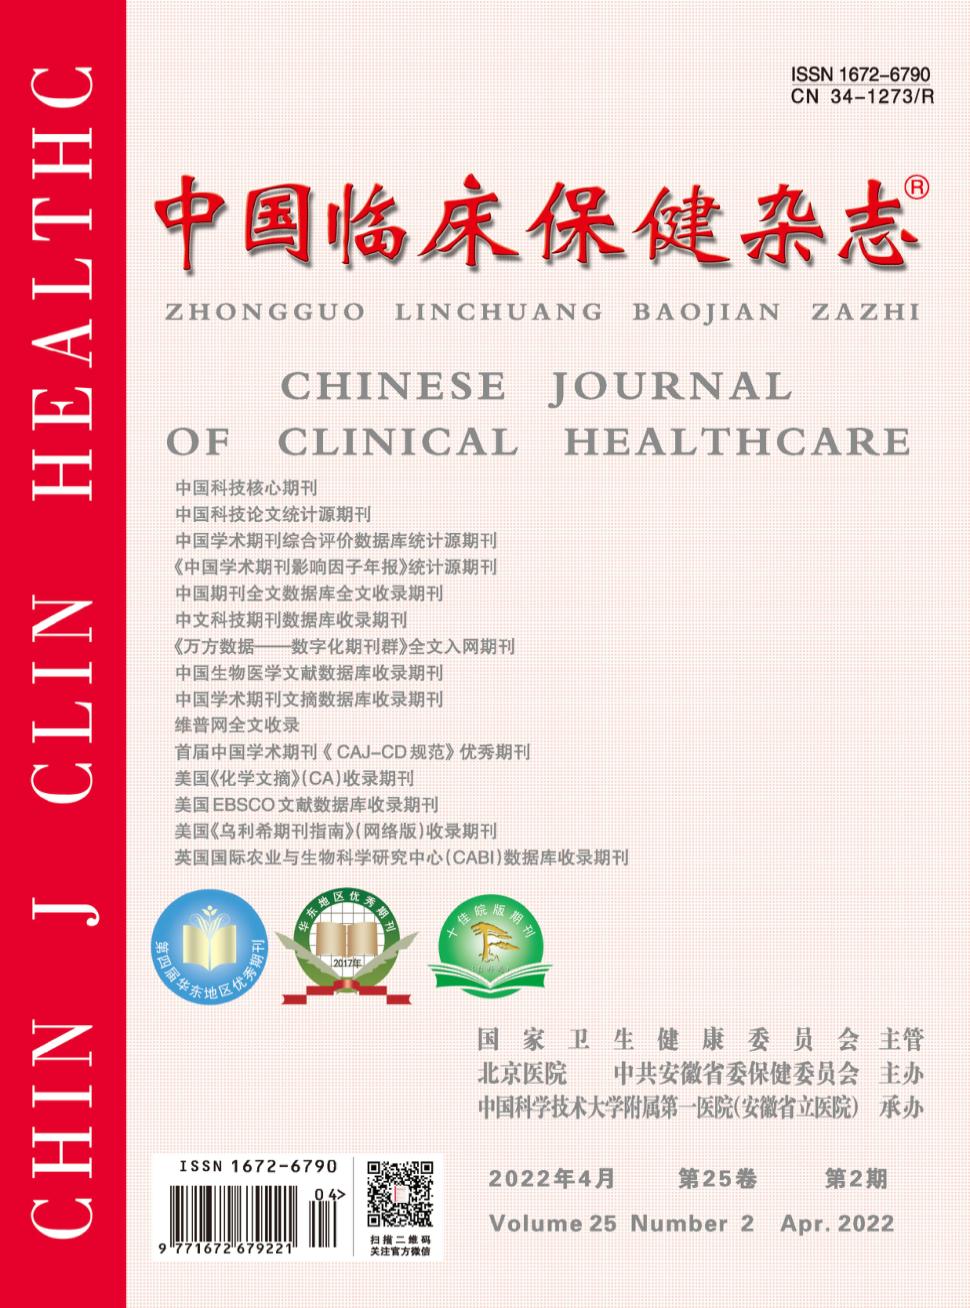 CHIN J CLIN HEALTHC
ISSN 1672-6790
CN 34-1273/R
中国临床保健杂志®
ZHONGGUO LINCHUANG BAOJIAN ZAZHI
CHINESE JOURNAL
OF CLINICAL HEALTHCARE
中国科技核心期刊
中国科技论文统计源期刊
中国学术期刊综合评价数据库统计源期刊
《中国学术期刊影响因子年报》统计源期刊
中国期刊全文数据库全文收录期刊
中文科技期刊数据库收录期刊
《万方数据——数字化期刊群》全文入网期刊
中国生物医学文献数据库收录期刊
中国学术期刊文摘数据库收录期刊
维普网全文收录
首届中国学术期刊《CAJ-CD规范》优秀期刊
美国《化学文摘》(CA)收录期刊
美国EBSCO文献数据库收录期刊
美国《乌利希期刊指南》(网络版)收录期刊
英国国际农业与生物科学研究中心(CABI)数据库收录期刊
第四届华东地区优秀期刊
华东地区优秀期刊
2017年
十佳皖版期刊
国家卫生健康委员会 主管
北京医院 中共安徽省委保健委员会 主办
中国科学技术大学附属第一医院(安徽省立医院) 承办
ISSN 1672-6790
04>
9 771672 679221
扫描二维码
关注官方微信
2022年4月 第25卷 第2期
Volume 25 Number 2 Apr. 2022